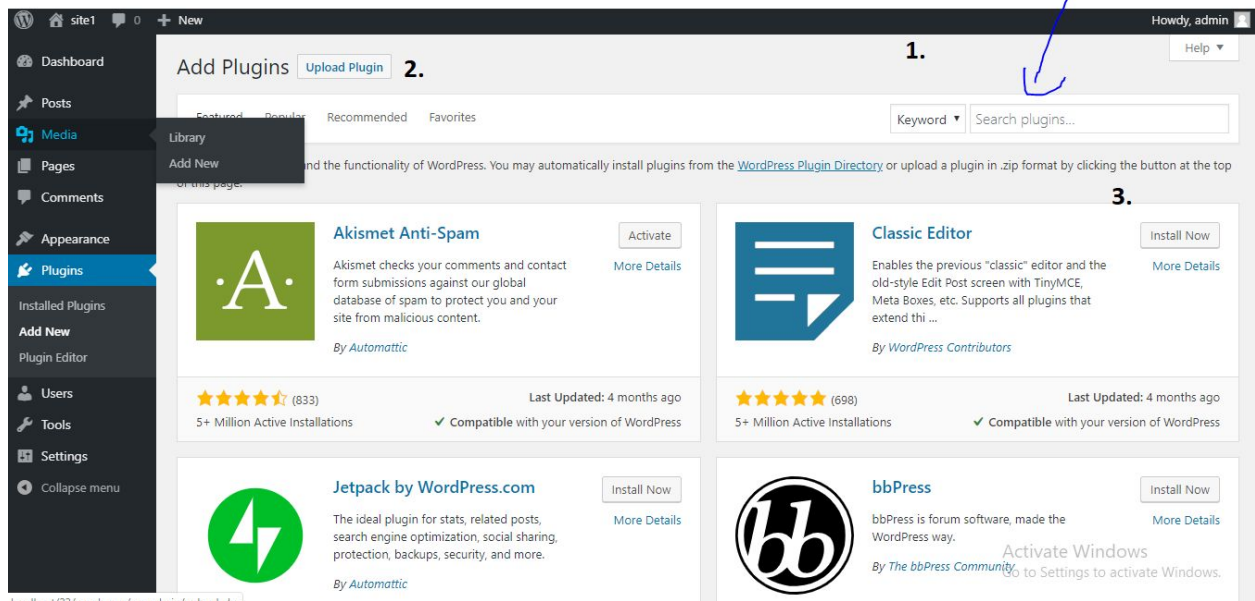 site1 0 + New Howdy, admin
Help ▼
Dashboard
Posts
Media
Library
Add New
Pages
Comments
Appearance
Plugins
Installed Plugins
Add New
Plugin Editor
Users
Tools
Settings
Collapse menu
1.
Add Plugins Upload Plugin 2.
Featured Popular Recommended Favorites Keyword ▼ Search plugins...
nd the functionality of WordPress. You may automatically install plugins from the WordPress Plugin Directory or upload a plugin in .zip format by clicking the button at the top
of this page.
3.
Akismet Anti-Spam
Activate
More Details
Akismet checks your comments and contact
form submissions against our global
database of spam to protect you and your
site from malicious content.
By Automattic
(833) Last Updated: 4 months ago
5+ Million Active Installations ✔ Compatible with your version of WordPress
Classic Editor
Install Now
More Details
Enables the previous "classic" editor and the
old-style Edit Post screen with TinyMCE,
Meta Boxes, etc. Supports all plugins that
extend thi ...
By WordPress Contributors
(698) Last Updated: 4 months ago
5+ Million Active Installations ✔ Compatible with your version of WordPress
Jetpack by WordPress.com
Install Now
More Details
The ideal plugin for stats, related posts,
search engine optimization, social sharing,
protection, backups, security, and more.
By Automattic
bbPress
Install Now
More Details
bbPress is forum software, made the
WordPress way.
By The bbPress Community
Activate Windows
Go to Settings to activate Windows.